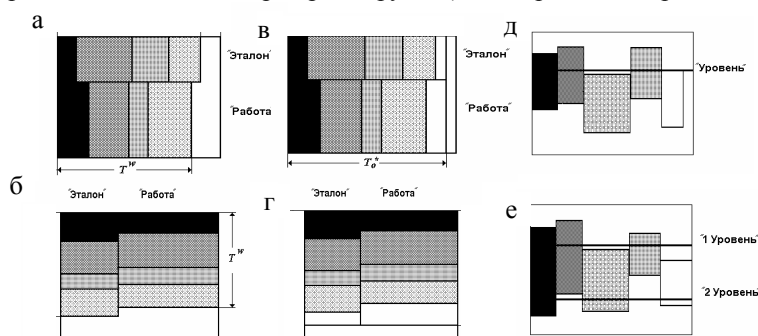 а
"Эталон"
"Работа
T^w
в
"Эталон"
"Работа"
T_o^*
д
"Уровень"
б
"Эталон" "Работа"
T^w
г
"Эталон" "Работа"
е
"1 Уровень"
"2 Уровень"